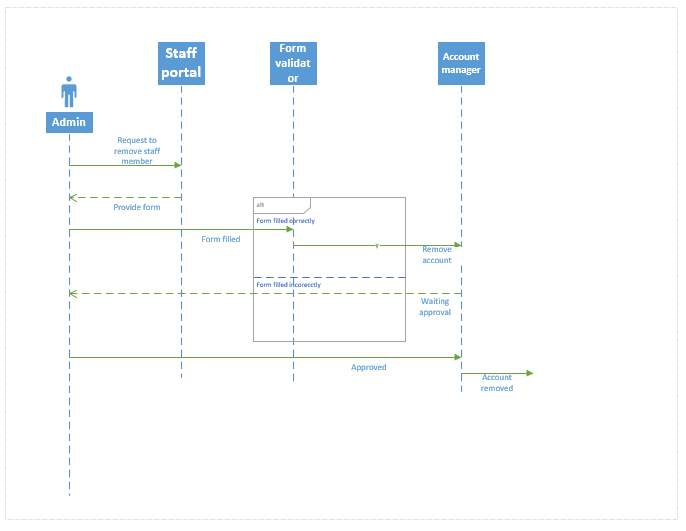 Staff
portal
Form
validat
or
Account
manager
Admin
Request to
remove staff
member
Provide form
alt
Form filled correctly
Form filled
Remove
account
Form filled incorecctly
Waiting
approval
Approved
Account
removed